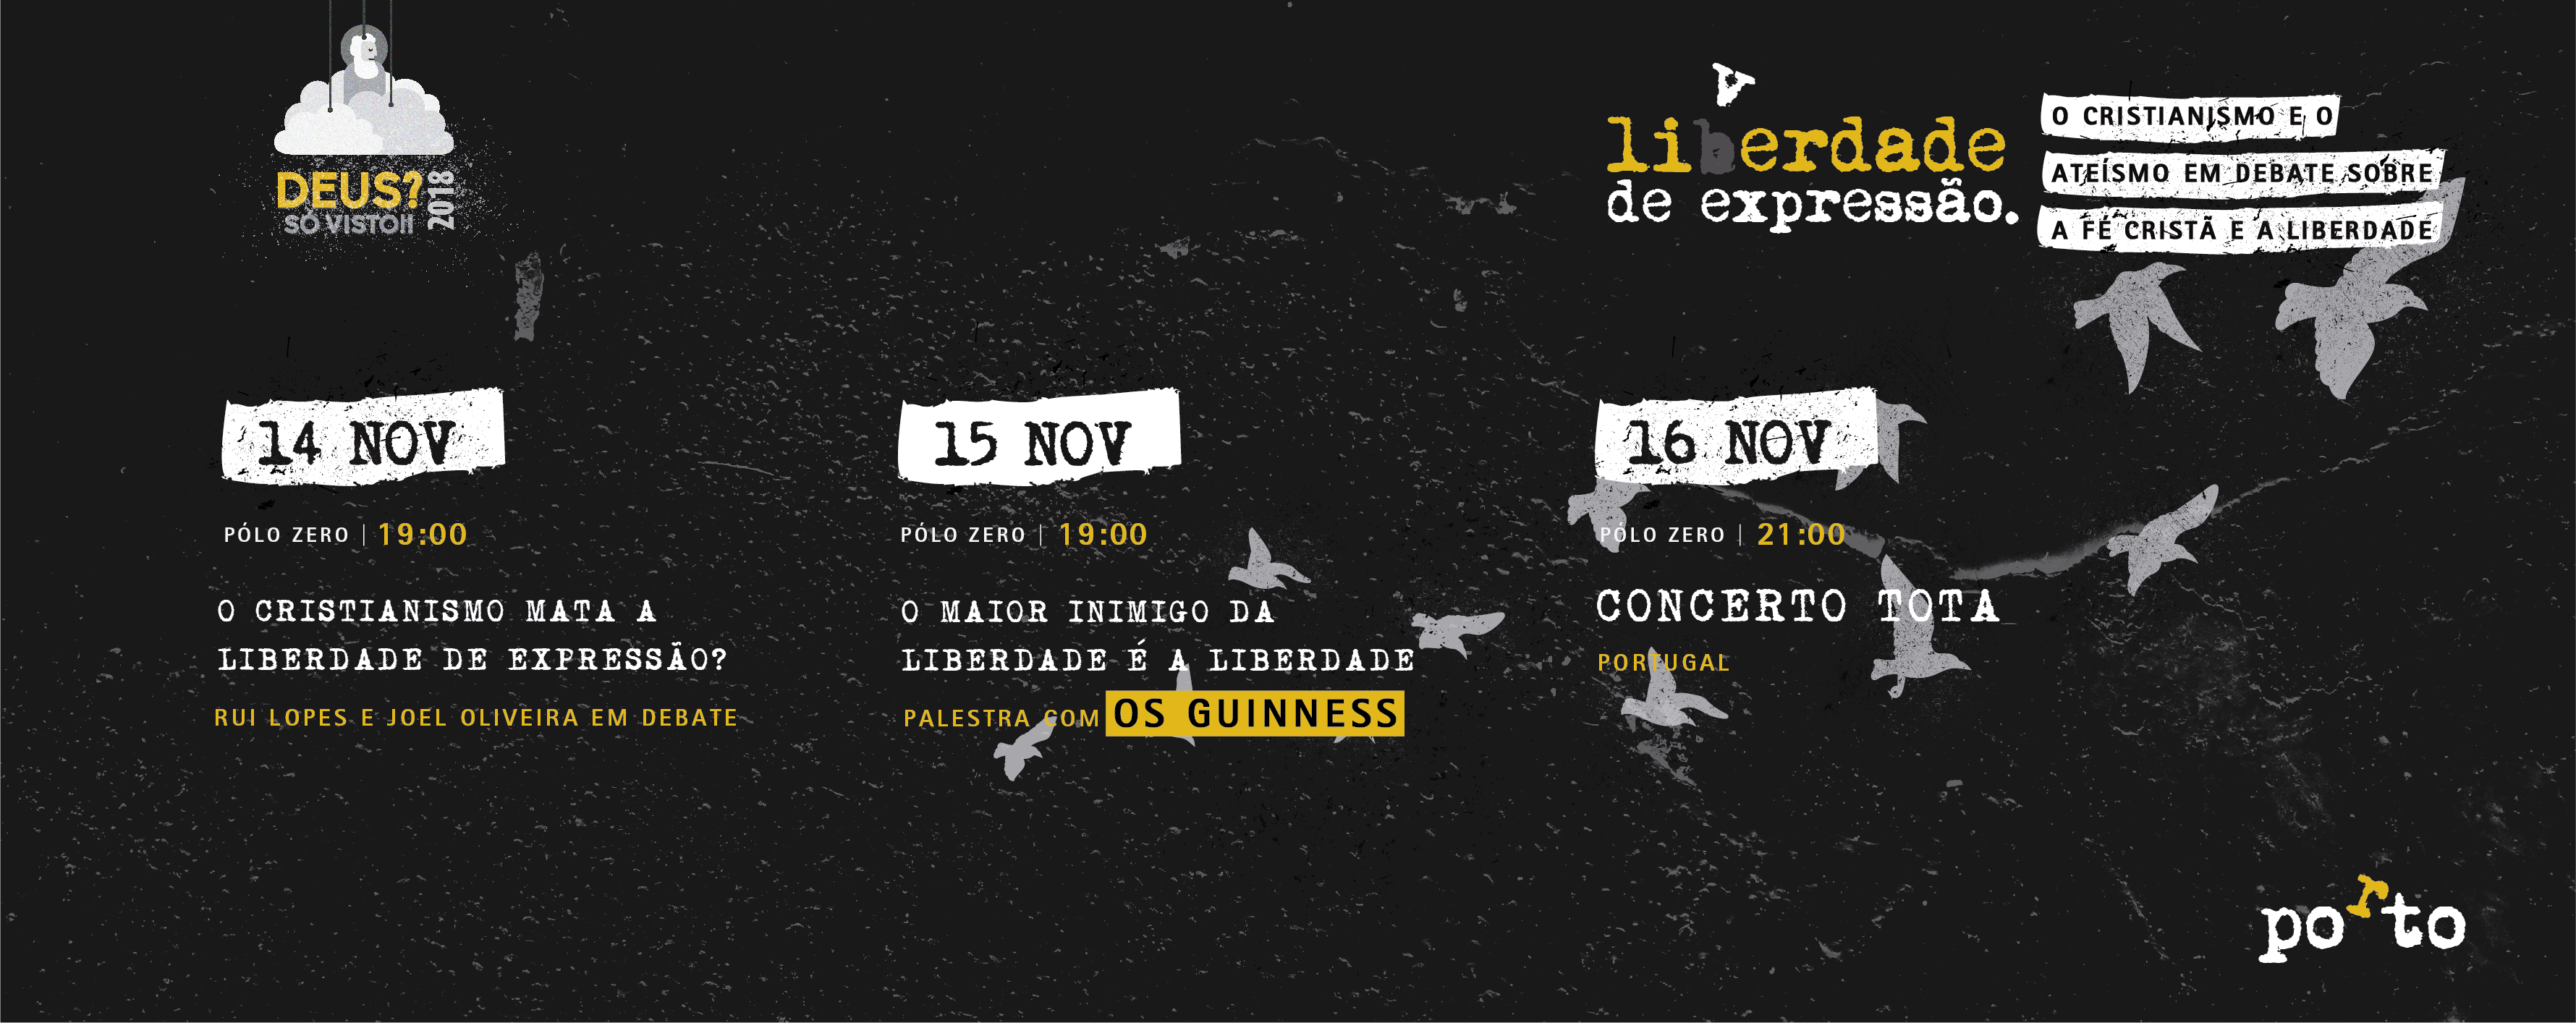 DEUS?
SÓ VISTO!!
2018
v
liberdade
de expressão.
O CRISTIANISMO E O
ATEÍSMO EM DEBATE SOBRE
A FÉ CRISTÃ E A LIBERDADE
14 NOV
PÓLO ZERO | 19:00
O CRISTIANISMO MATA A
LIBERDADE DE EXPRESSÃO?
RUI LOPES E JOEL OLIVEIRA EM DEBATE
15 NOV
PÓLO ZERO | 19:00
O MAIOR INIMIGO DA
LIBERDADE É A LIBERDADE
PALESTRA COM OS GUINNESS
16 NOV
PÓLO ZERO | 21:00
CONCERTO TOTA
PORTUGAL
porto